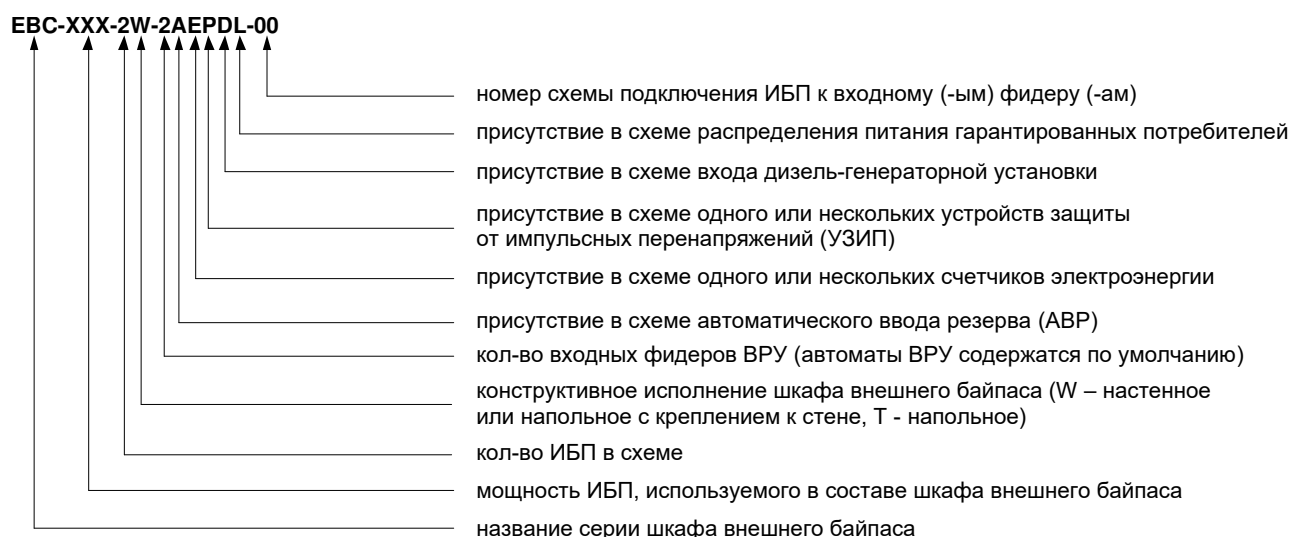 EBC-XXX-2W-2AEPDL-00
номер схемы подключения ИБП к входному (-ым) фидеру (-ам)
присутствие в схеме распределения питания гарантированных потребителей
присутствие в схеме входа дизель-генераторной установки
присутствие в схеме одного или нескольких устройств защиты
от импульсных перенапряжений (УЗИП)
присутствие в схеме одного или нескольких счетчиков электроэнергии
присутствие в схеме автоматического ввода резерва (АВР)
кол-во входных фидеров ВРУ (автоматы ВРУ содержатся по умолчанию)
конструктивное исполнение шкафа внешнего байпаса (W – настенное
или напольное с креплением к стене, Т - напольное)
кол-во ИБП в схеме
мощность ИБП, используемого в составе шкафа внешнего байпаса
название серии шкафа внешнего байпаса